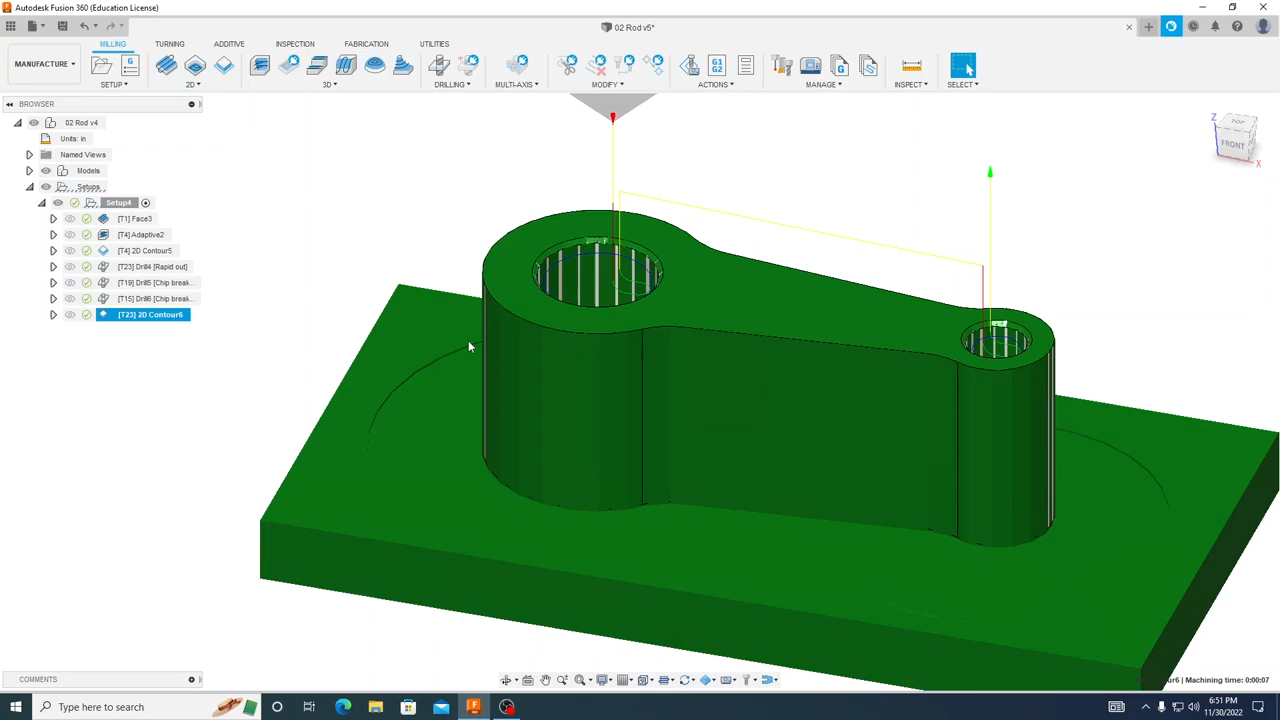 Autodesk Fusion 360 (Education License)
02 Rod v5*
MANUFACTURE
MILLING
TURNING
ADDITIVE
INSPECTION
FABRICATION
UTILITIES
G1
G2
SETUP
2D
3D
DRILLING
MULTI-AXIS
MODIFY
ACTIONS
MANAGE
INSPECT
SELECT
BROWSER
02 Rod v4
Units: in
Named Views
Models
Setups
Setup4
[T1] Face3
[T4] Adaptive2
[T4] 2D Contour5
[T23] Drill4 [Rapid out]
[T19] Drill5 [Chip break...
[T15] Drill6 [Chip break...
[T23] 2D Contour6
Z
TOP
FRONT
X
COMMENTS
Machining time: 0:00:07
Type here to search
6:51 PM
11/30/2022